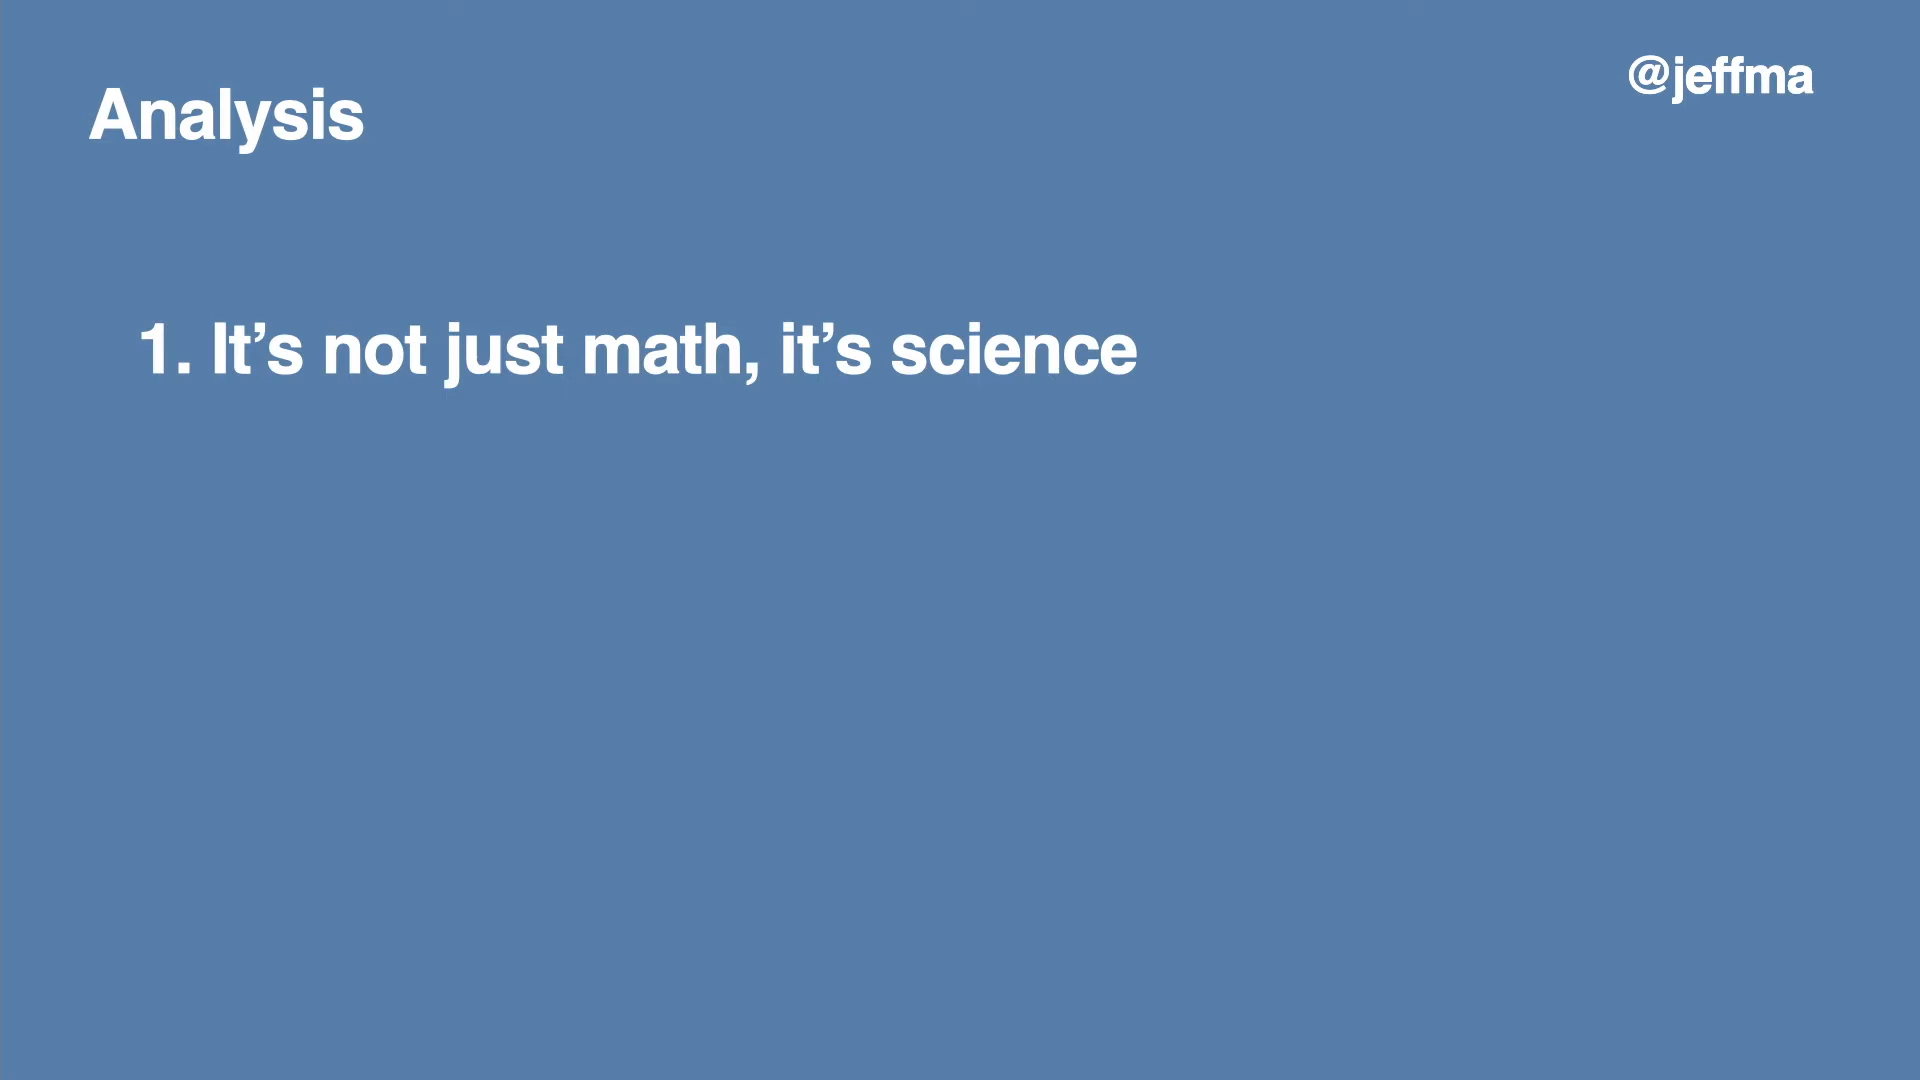 @jeffma
Analysis
1. It’s not just math, it’s science